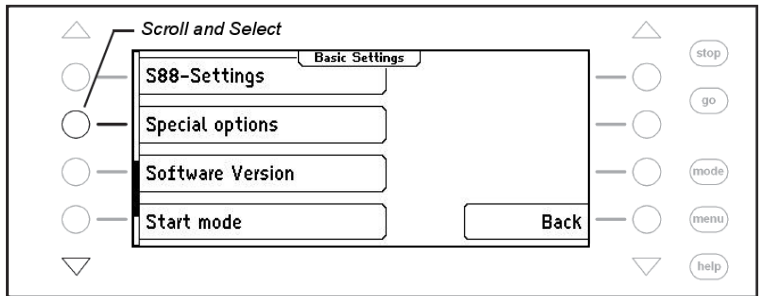 Scroll and Select
Basic Settings
S88-Settings
Special options
Software Version
Start mode
Back
stop
go
mode
menu
help